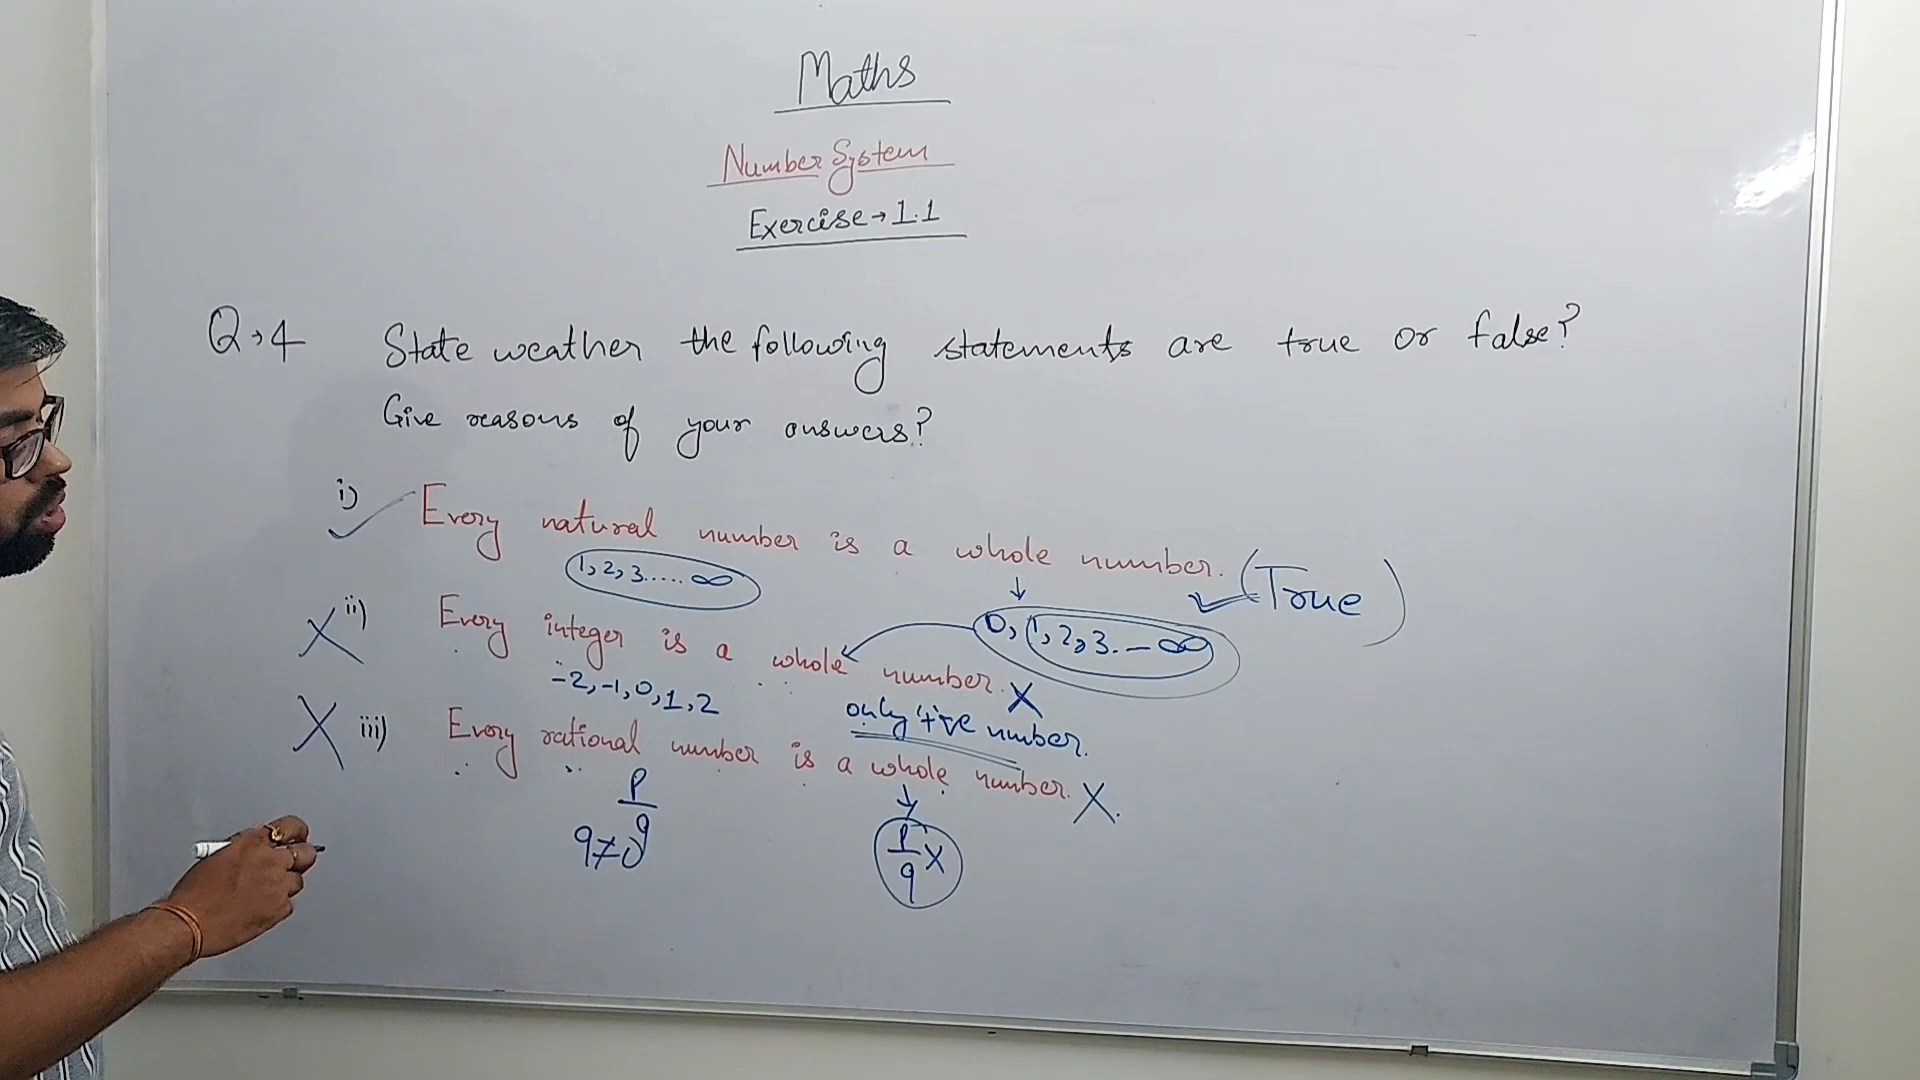 Maths
Number System
Exercise → 1.1
Q → 4 State weather the following statements are true or false?
Give reasons of your answers?
i) Every natural number is a whole number. (True)
1, 2, 3..... ∞
0, 1, 2, 3. — ∞
ii) Every integer is a whole number. X
-2, -1, 0, 1, 2
only '+'ve number.
iii) Every rational number is a whole number. X.
p/q
q≠0
p/q X